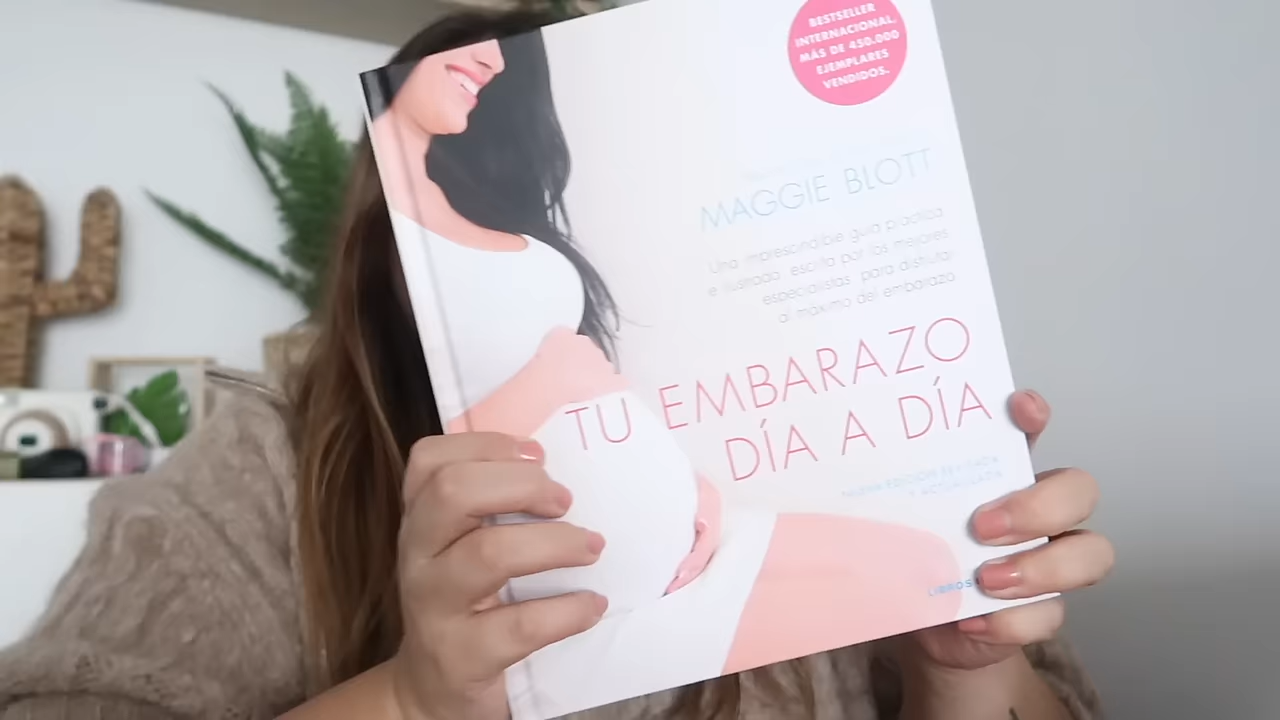 BESTSELLER
INTERNACIONAL,
MÁS DE 450.000
EJEMPLARES
VENDIDOS.
MAGGIE BLOTT
Una imprescindible guía práctica
e ilustrada, escrita por los mejores
especialistas, para disfrutar
al máximo del embarazo
TU EMBARAZO
DÍA A DÍA
NUEVA EDICIÓN REVISADA
Y ACTUALIZADA
LIBROS